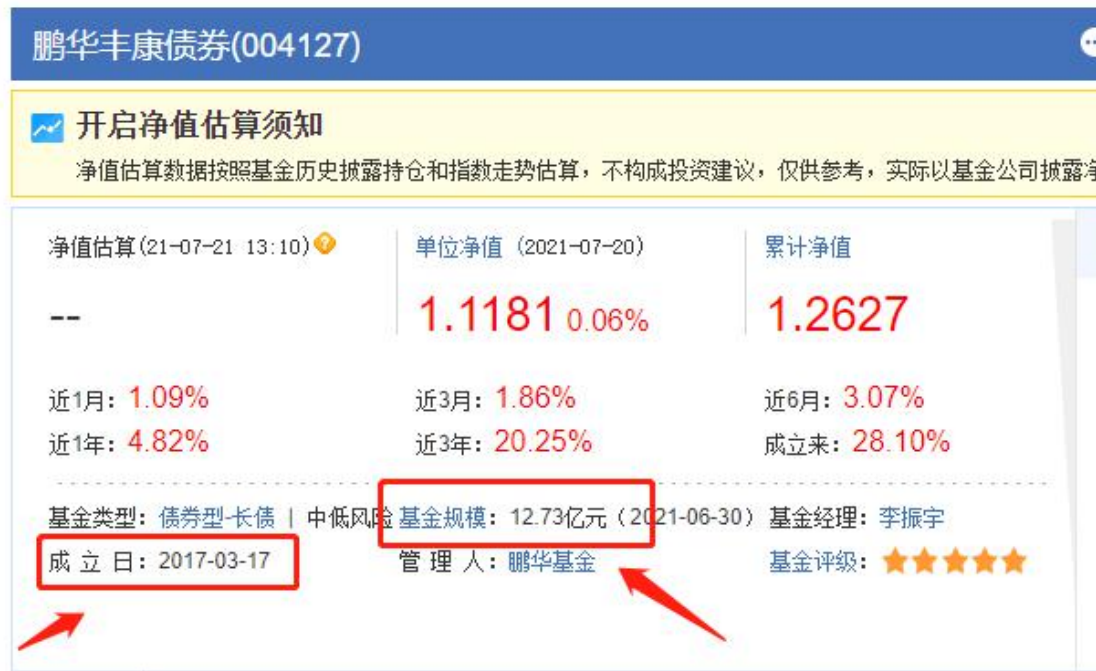 鹏华丰康债券(004127)
开启净值估算须知
净值估算数据按照基金历史披露持仓和指数走势估算，不构成投资建议，仅供参考，实际以基金公司披露净
净值估算(21-07-21 13:10) 单位净值 (2021-07-20) 累计净值
-- 1.1181 0.06% 1.2627
近1月：1.09% 近3月：1.86% 近6月：3.07%
近1年：4.82% 近3年：20.25% 成立来：28.10%
基金类型：债券型-长债 | 中低风险 基金规模：12.73亿元（2021-06-30） 基金经理：李振宇
成 立 日：2017-03-17 管 理 人：鹏华基金 基金评级：